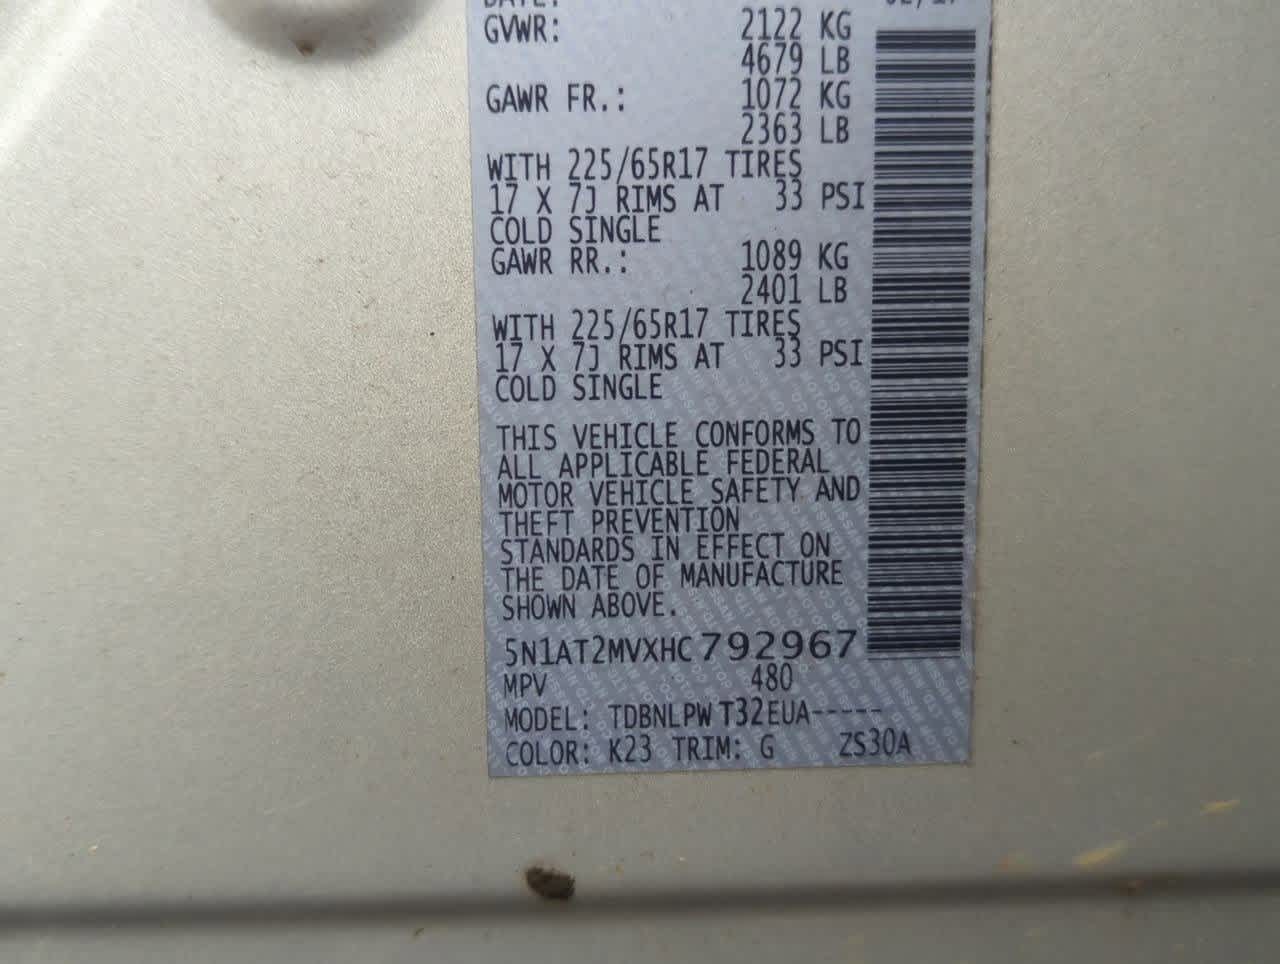 DATE:
GVWR: 2122 KG
4679 LB
GAWR FR.: 1072 KG
2363 LB
WITH 225/65R17 TIRES
17 X 7J RIMS AT 33 PSI
COLD SINGLE
GAWR RR.: 1089 KG
2401 LB
WITH 225/65R17 TIRES
17 X 7J RIMS AT 33 PSI
COLD SINGLE
THIS VEHICLE CONFORMS TO
ALL APPLICABLE FEDERAL
MOTOR VEHICLE SAFETY AND
THEFT PREVENTION
STANDARDS IN EFFECT ON
THE DATE OF MANUFACTURE
SHOWN ABOVE.
5N1AT2MVXHC792967
MPV 480
MODEL: TDBNLPW T32EUA-----
COLOR: K23 TRIM: G ZS30A